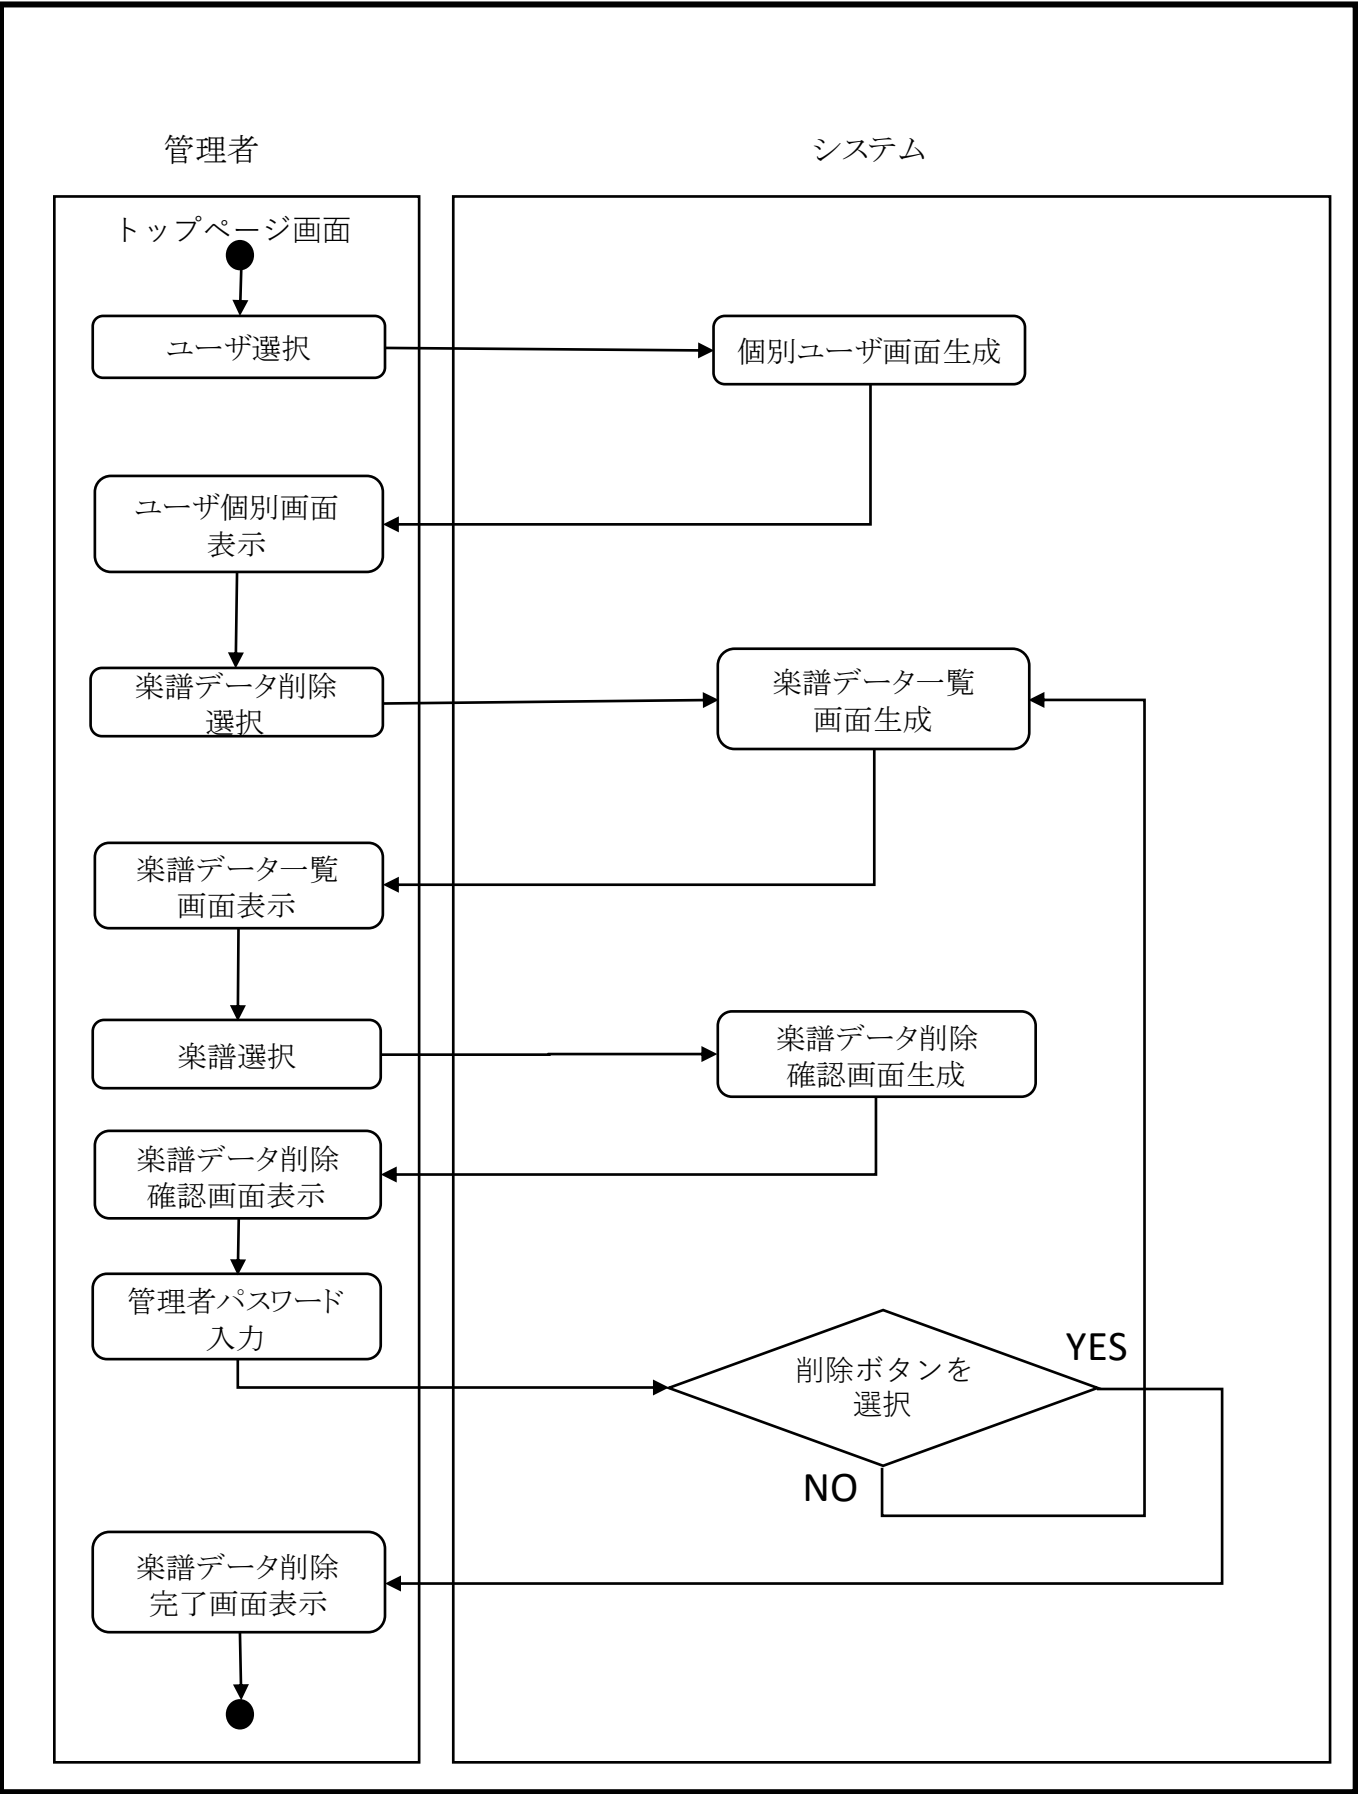 管理者
システム
トップページ画面
ユーザ選択
個別ユーザ画面生成
ユーザ個別画面
表示
楽譜データ削除
選択
楽譜データ一覧
画面生成
楽譜データ一覧
画面表示
楽譜選択
楽譜データ削除
確認画面生成
楽譜データ削除
確認画面表示
管理者パスワード
入力
削除ボタンを
選択
YES
NO
楽譜データ削除
完了画面表示